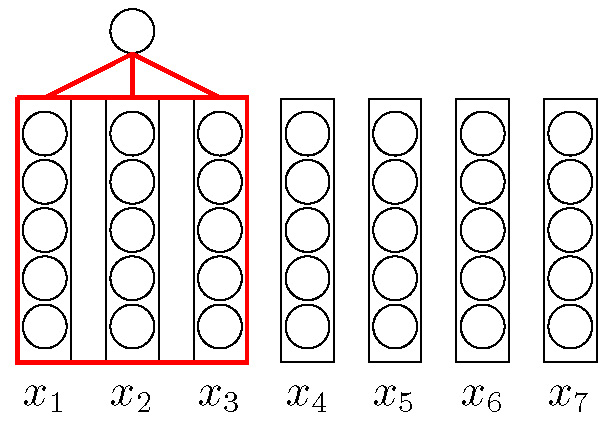 x₁ x₂ x₃ x₄ x₅ x₆ x₇